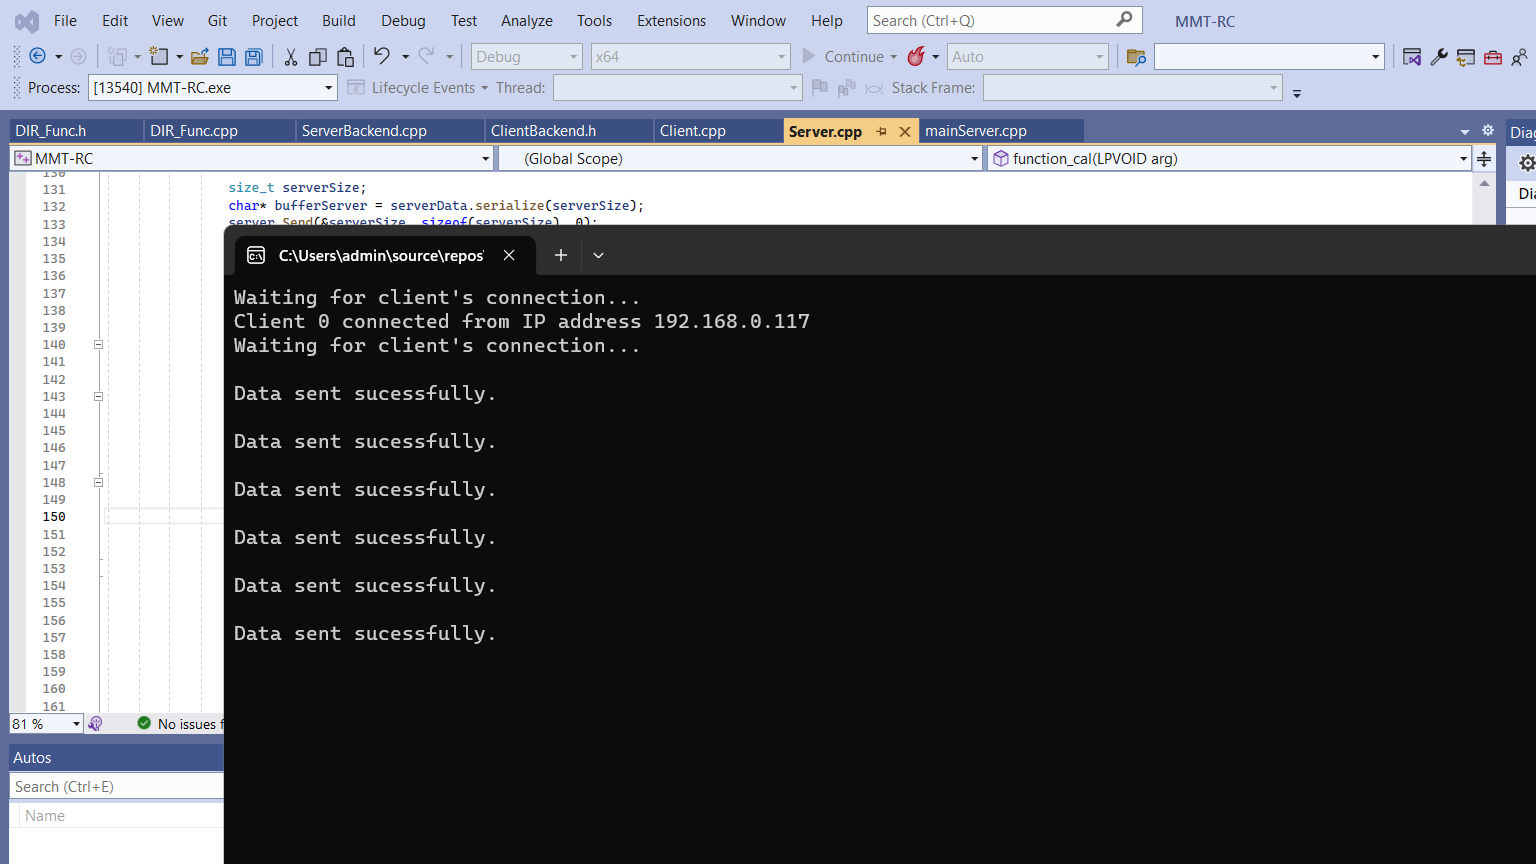 File Edit View Git Project Build Debug Test Analyze Tools Extensions Window Help Search (Ctrl+Q) MMT-RC
Debug x64 Continue Auto
Process: [13540] MMT-RC.exe Lifecycle Events Thread: Stack Frame:
DIR_Func.h DIR_Func.cpp ServerBackend.cpp ClientBackend.h Client.cpp Server.cpp mainServer.cpp
MMT-RC (Global Scope) function_cal(LPVOID arg)
130
131 size_t serverSize;
132 char* bufferServer = serverData.serialize(serverSize);
133 server.Send(&serverSize, sizeof(serverSize), 0);
134
135
136
137
138
139
140
141
142
143
144
145
146
147
148
149
150
151
152
153
154
155
156
157
158
159
160
161
C:\Users\admin\source\repos\
Waiting for client's connection...
Client 0 connected from IP address 192.168.0.117
Waiting for client's connection...
Data sent sucessfully.
Data sent sucessfully.
Data sent sucessfully.
Data sent sucessfully.
Data sent sucessfully.
Data sent sucessfully.
81 % No issues f
Autos
Search (Ctrl+E)
Name
Diag
Dia